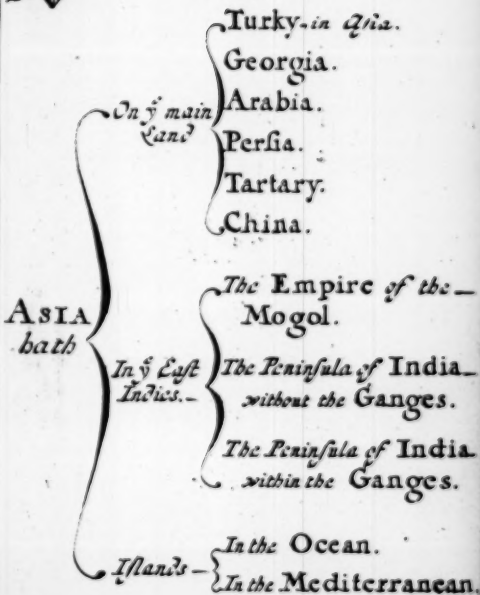 Turky-in Asia.
Georgia.
On yͤ main
Land
Arabia.
Perſia.
Tartary.
China.
ASIA
hath
In yͤ Eaſt
Indies.-
The Empire of the-
Mogol.
The Peninſula of India-
without the Ganges.
The Peninſula of India
within the Ganges.
Iſlands-
In the Ocean.
In the Mediterranean.